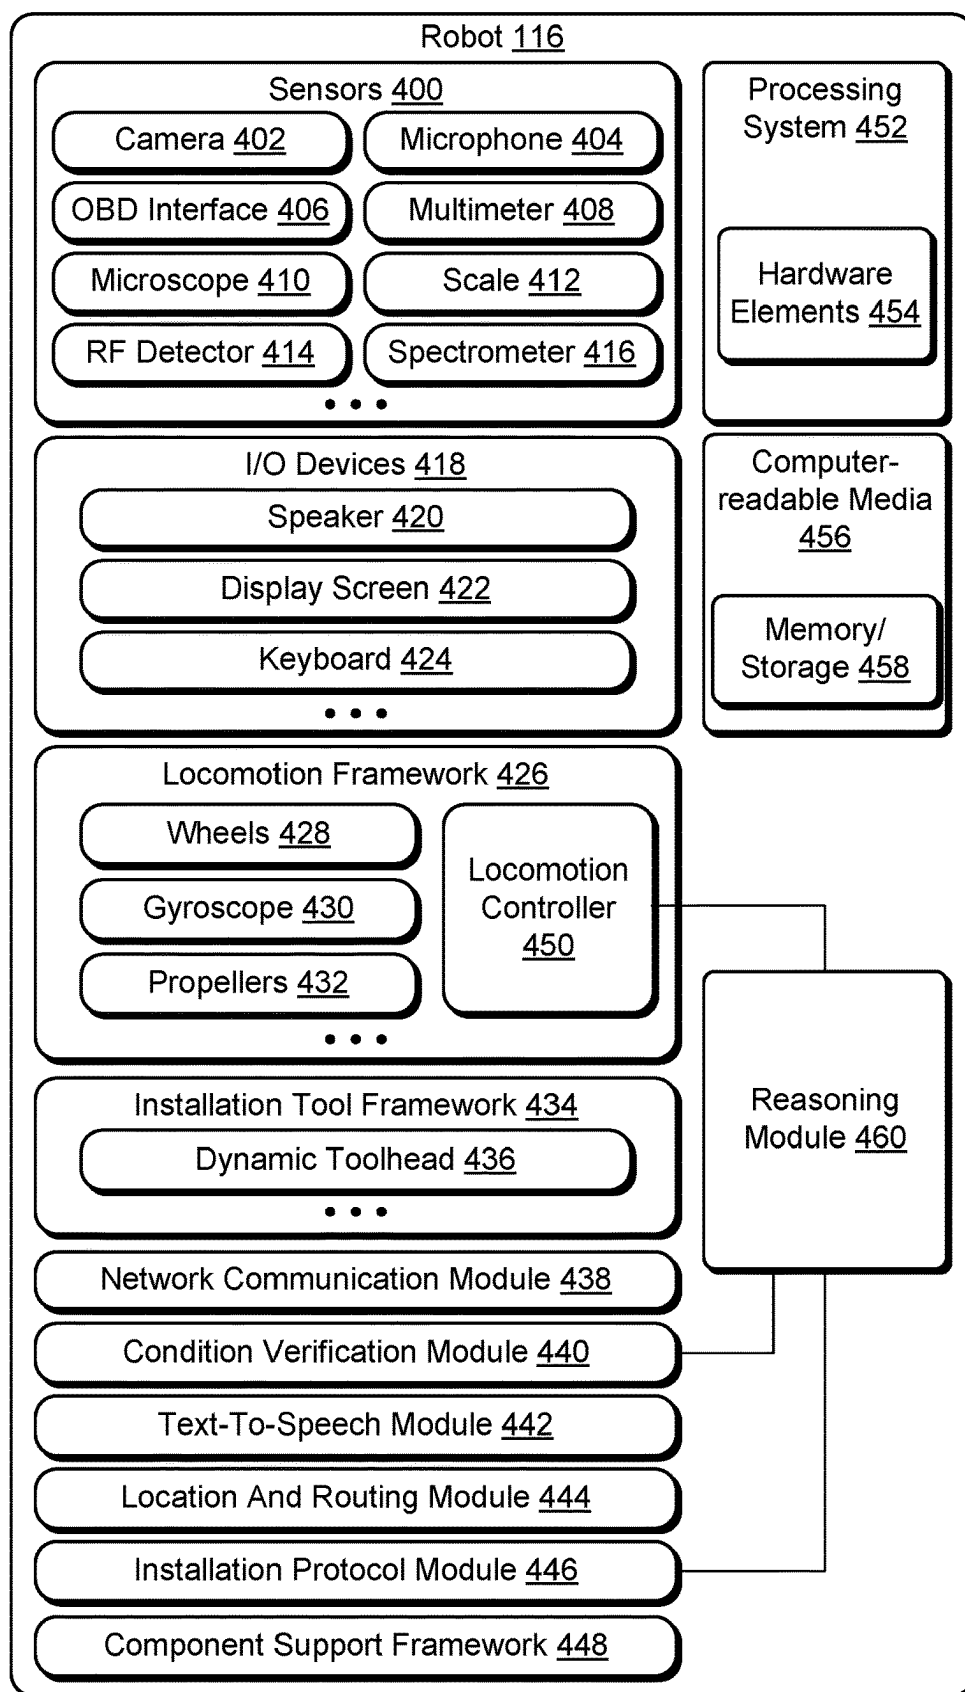 Robot 116
Sensors 400
Camera 402
Microphone 404
OBD Interface 406
Multimeter 408
Microscope 410
Scale 412
RF Detector 414
Spectrometer 416
• • •
I/O Devices 418
Speaker 420
Display Screen 422
Keyboard 424
• • •
Locomotion Framework 426
Wheels 428
Gyroscope 430
Propellers 432
Locomotion
Controller
450
• • •
Installation Tool Framework 434
Dynamic Toolhead 436
• • •
Network Communication Module 438
Condition Verification Module 440
Text-To-Speech Module 442
Location And Routing Module 444
Installation Protocol Module 446
Component Support Framework 448
Processing
System 452
Hardware
Elements 454
Computer-
readable Media
456
Memory/
Storage 458
Reasoning
Module 460